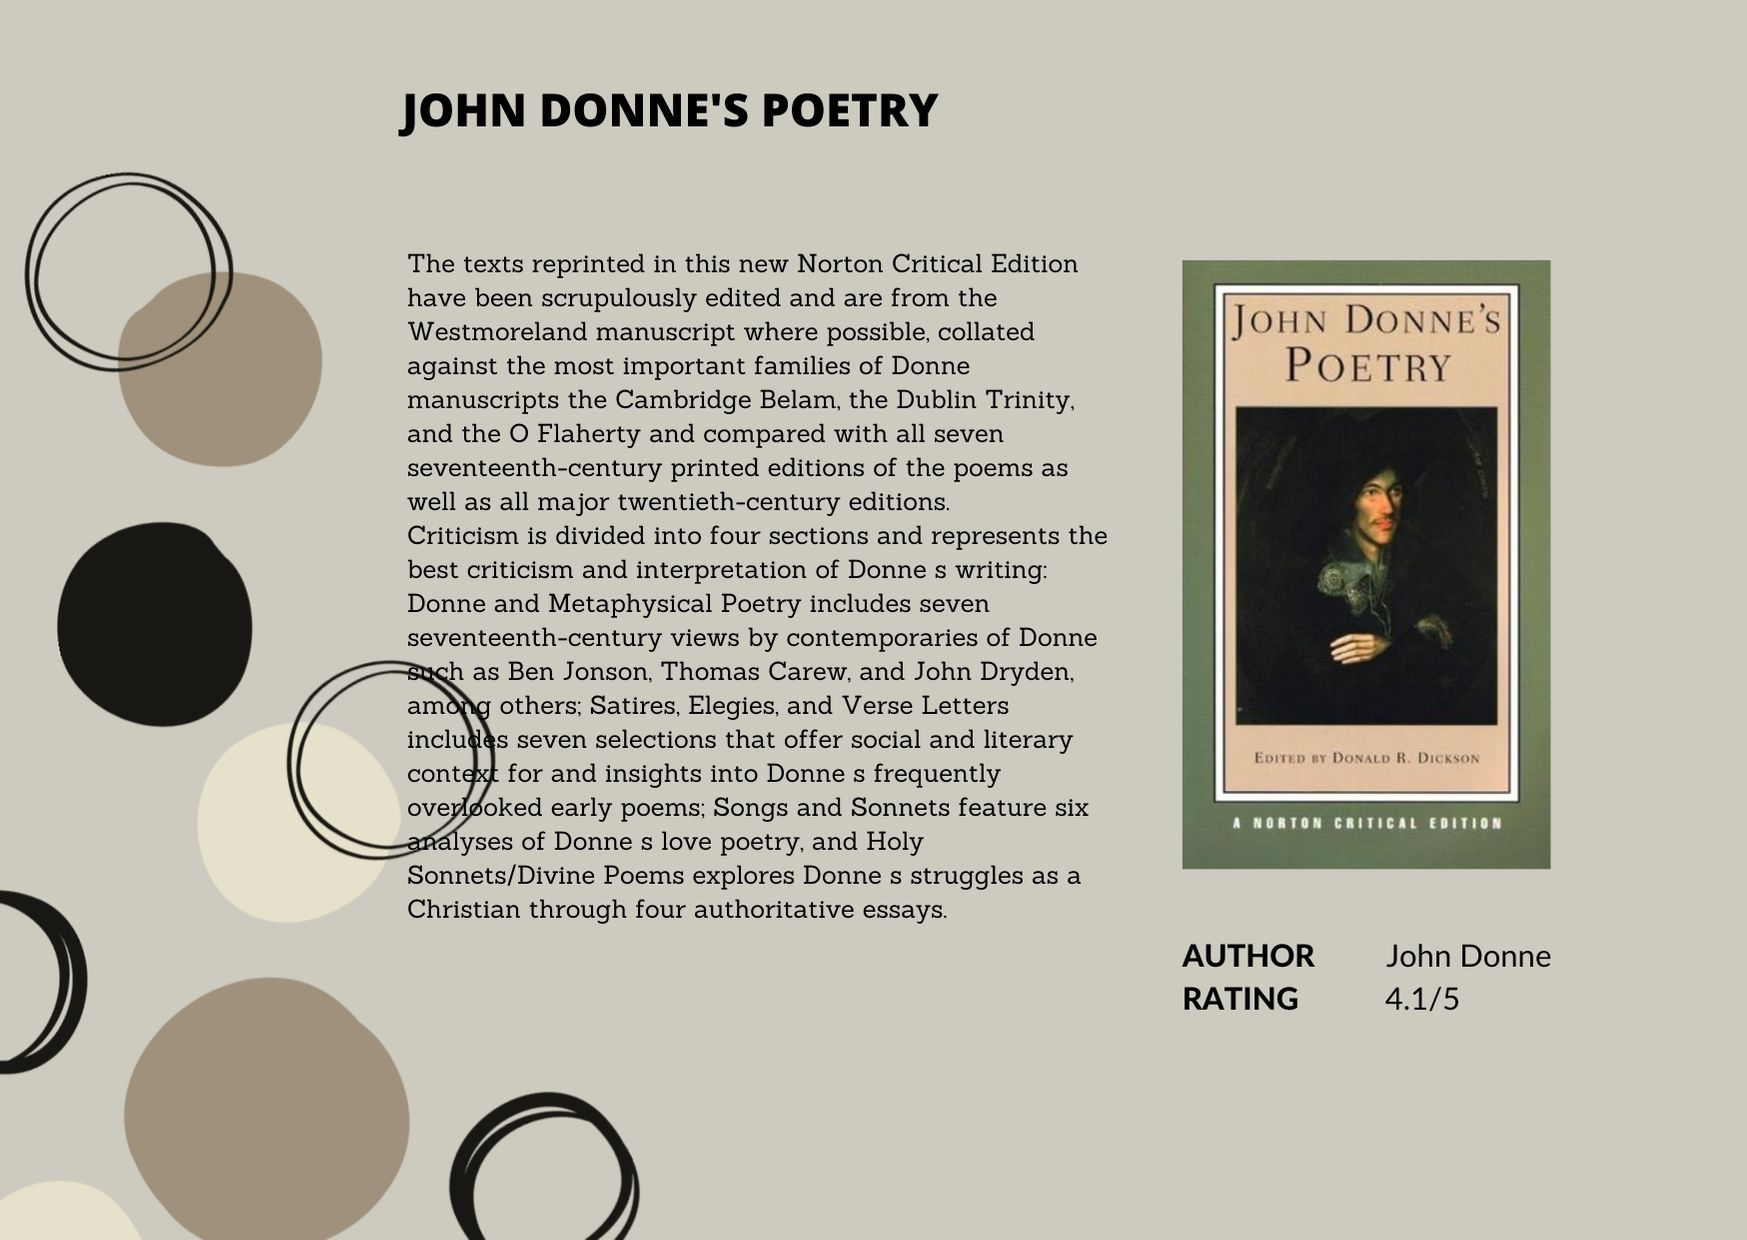 JOHN DONNE'S POETRY
The texts reprinted in this new Norton Critical Edition
have been scrupulously edited and are from the
Westmoreland manuscript where possible, collated
against the most important families of Donne
manuscripts the Cambridge Belam, the Dublin Trinity,
and the O Flaherty and compared with all seven
seventeenth-century printed editions of the poems as
well as all major twentieth-century editions.
Criticism is divided into four sections and represents the
best criticism and interpretation of Donne s writing:
Donne and Metaphysical Poetry includes seven
seventeenth-century views by contemporaries of Donne
such as Ben Jonson, Thomas Carew, and John Dryden,
among others; Satires, Elegies, and Verse Letters
includes seven selections that offer social and literary
context for and insights into Donne s frequently
overlooked early poems; Songs and Sonnets feature six
analyses of Donne s love poetry, and Holy
Sonnets/Divine Poems explores Donne s struggles as a
Christian through four authoritative essays.
JOHN DONNE'S
POETRY
EDITED BY DONALD R. DICKSON
A NORTON CRITICAL EDITION
AUTHOR John Donne
RATING 4.1/5